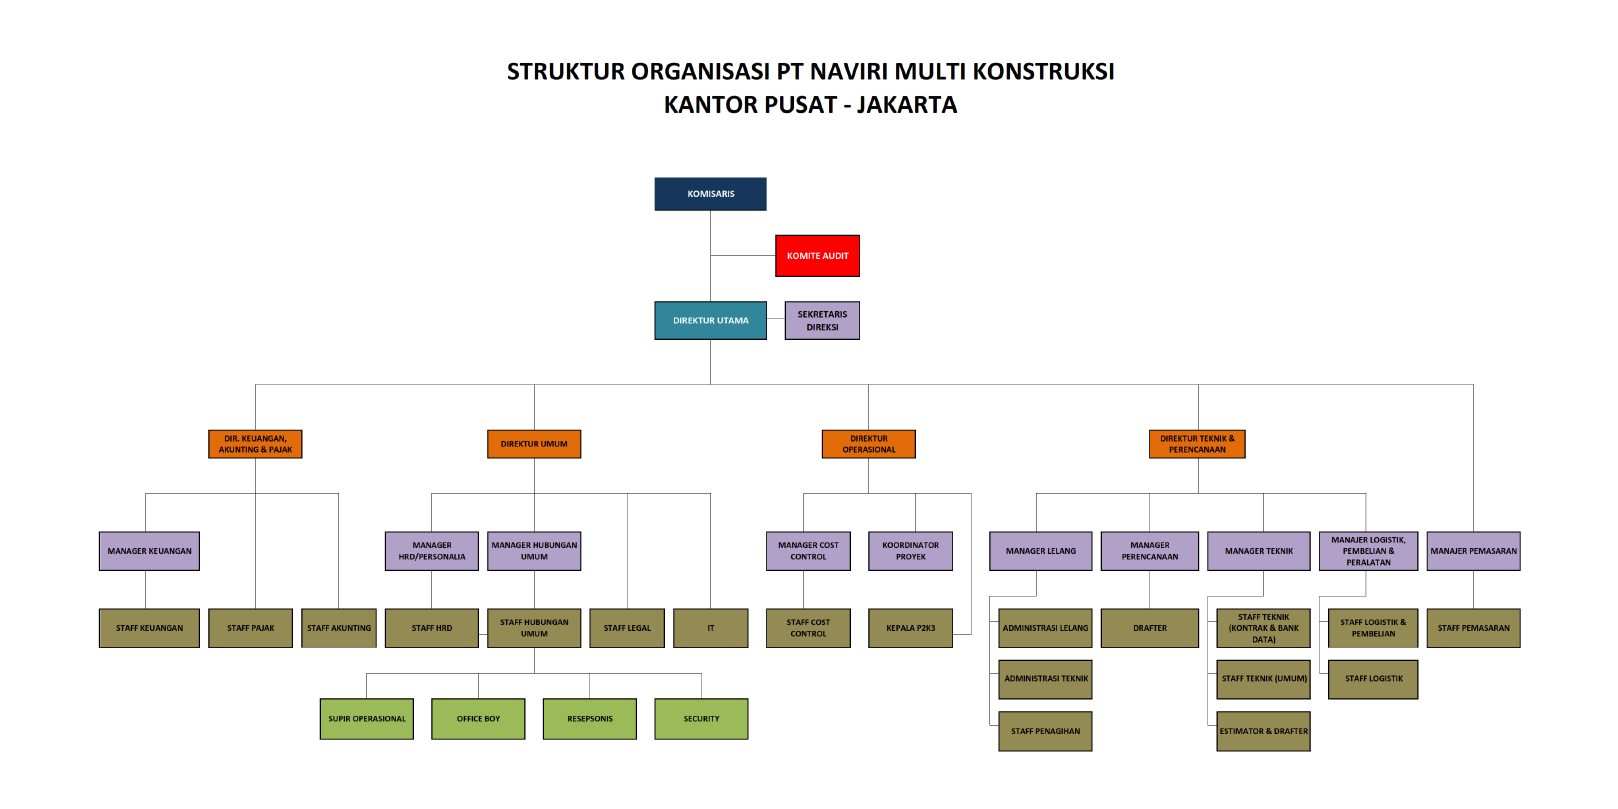 STRUKTUR ORGANISASI PT NAVIRI MULTI KONSTRUKSI
KANTOR PUSAT - JAKARTA
KOMISARIS
KOMITE AUDIT
DIREKTUR UTAMA
SEKRETARIS
DIREKSI
DIR. KEUANGAN,
AKUNTING & PAJAK
DIREKTUR UMUM
DIREKTUR
OPERASIONAL
DIREKTUR TEKNIK &
PERENCANAAN
MANAGER KEUANGAN
MANAGER
HRD/PERSONALIA
MANAGER HUBUNGAN
UMUM
MANAGER COST
CONTROL
KOORDINATOR
PROYEK
MANAGER LELANG
MANAGER
PERENCANAAN
MANAGER TEKNIK
MANAJER LOGISTIK,
PEMBELIAN &
PERALATAN
MANAJER PEMASARAN
STAFF KEUANGAN
STAFF PAJAK
STAFF AKUNTING
STAFF HRD
STAFF HUBUNGAN
UMUM
STAFF LEGAL
IT
STAFF COST
CONTROL
KEPALA P2K3
ADMINISTRASI LELANG
DRAFTER
STAFF TEKNIK
(KONTRAK & BANK
DATA)
STAFF LOGISTIK &
PEMBELIAN
STAFF PEMASARAN
ADMINISTRASI TEKNIK
STAFF TEKNIK (UMUM)
STAFF LOGISTIK
SUPIR OPERASIONAL
OFFICE BOY
RESEPSONIS
SECURITY
STAFF PENAGIHAN
ESTIMATOR & DRAFTER